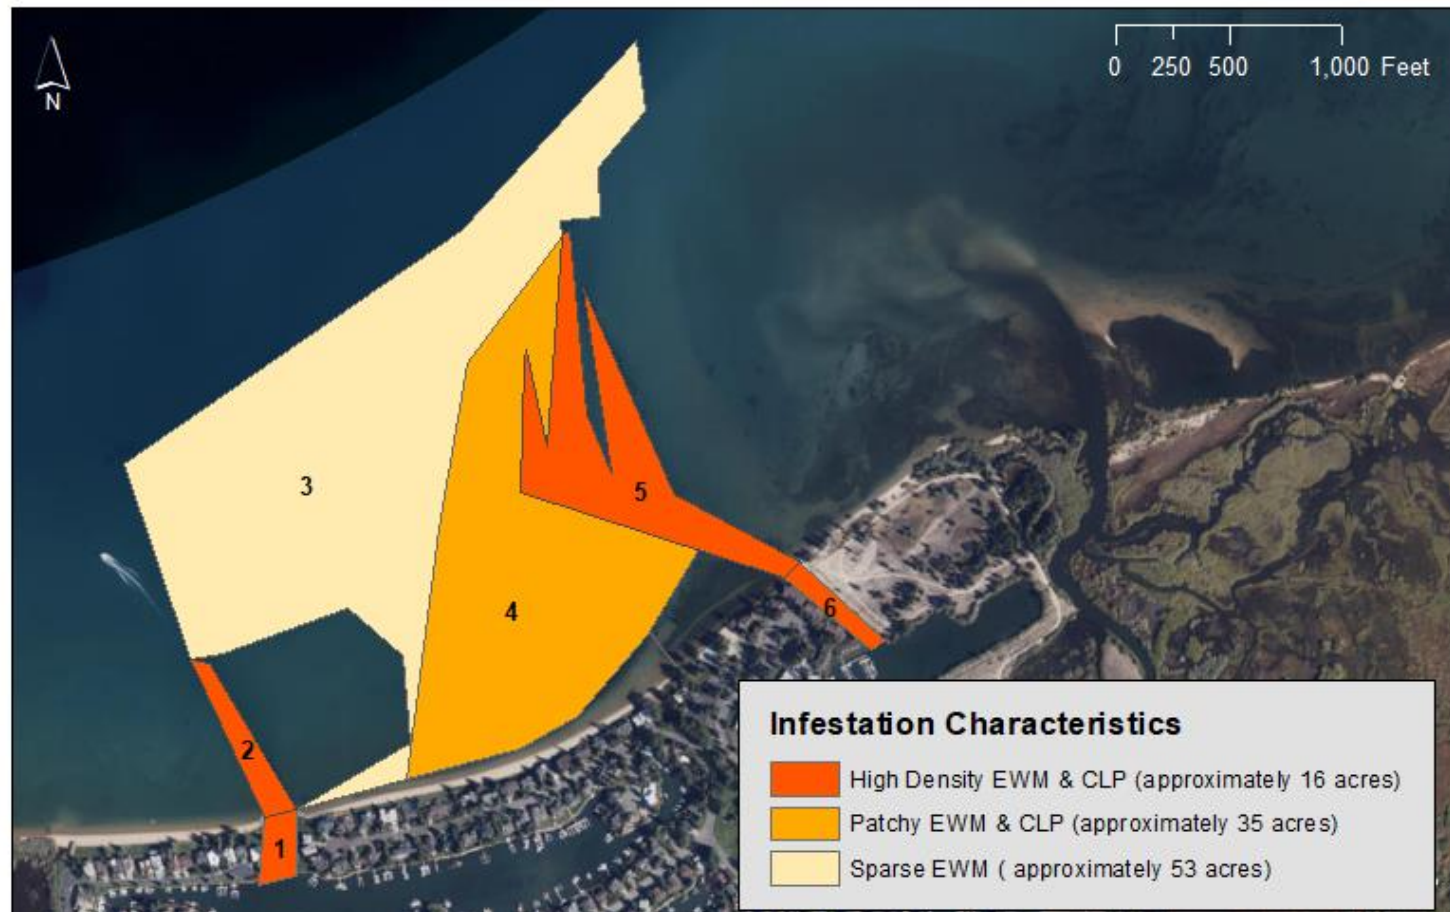 N
0 250 500 1,000 Feet
3
5
4
6
2
1
Infestation Characteristics
High Density EWM & CLP (approximately 16 acres)
Patchy EWM & CLP (approximately 35 acres)
Sparse EWM ( approximately 53 acres)